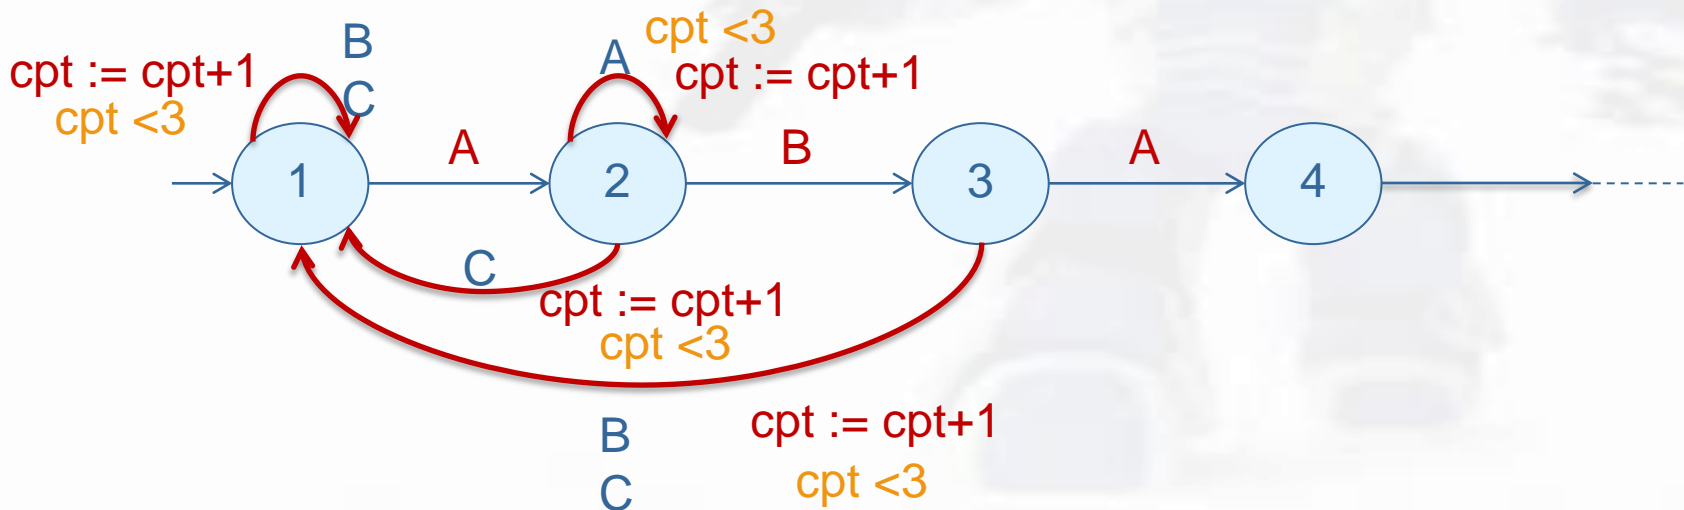 B
C
cpt := cpt+1
cpt <3
A
cpt <3
cpt := cpt+1
1
A
2
B
3
A
4
C
cpt := cpt+1
cpt <3
B
C
cpt := cpt+1
cpt <3